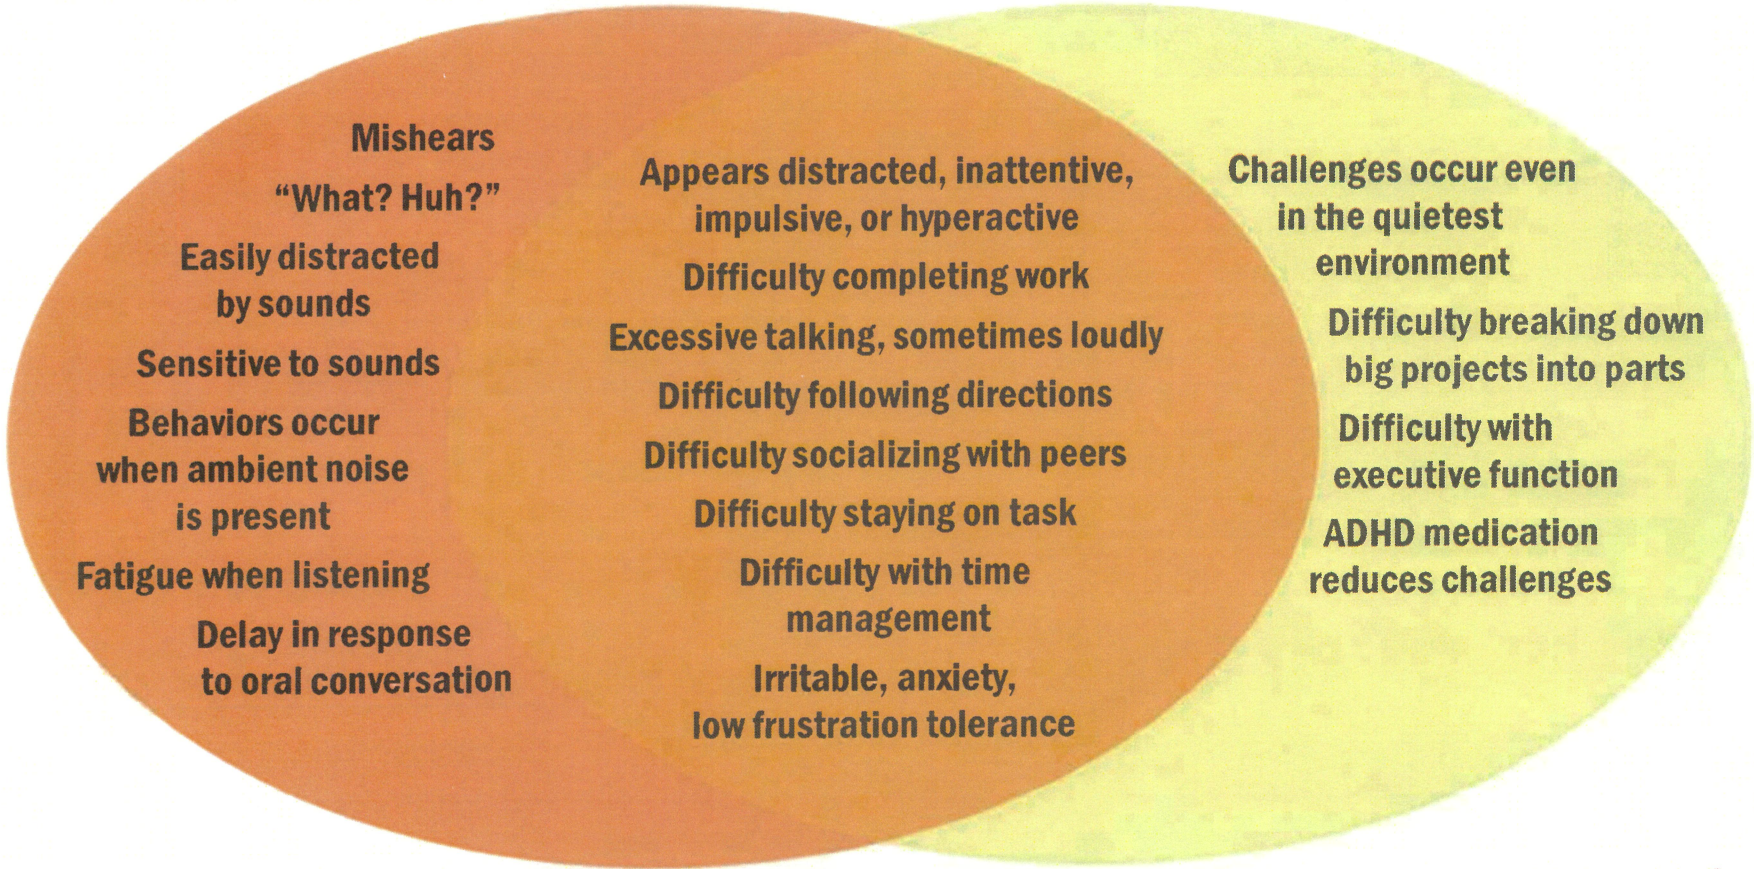 Mishears
“What? Huh?”
Easily distracted
by sounds
Sensitive to sounds
Behaviors occur
when ambient noise
is present
Fatigue when listening
Delay in response
to oral conversation
Appears distracted, inattentive,
impulsive, or hyperactive
Difficulty completing work
Excessive talking, sometimes loudly
Difficulty following directions
Difficulty socializing with peers
Difficulty staying on task
Difficulty with time
management
Irritable, anxiety,
low frustration tolerance
Challenges occur even
in the quietest
environment
Difficulty breaking down
big projects into parts
Difficulty with
executive function
ADHD medication
reduces challenges